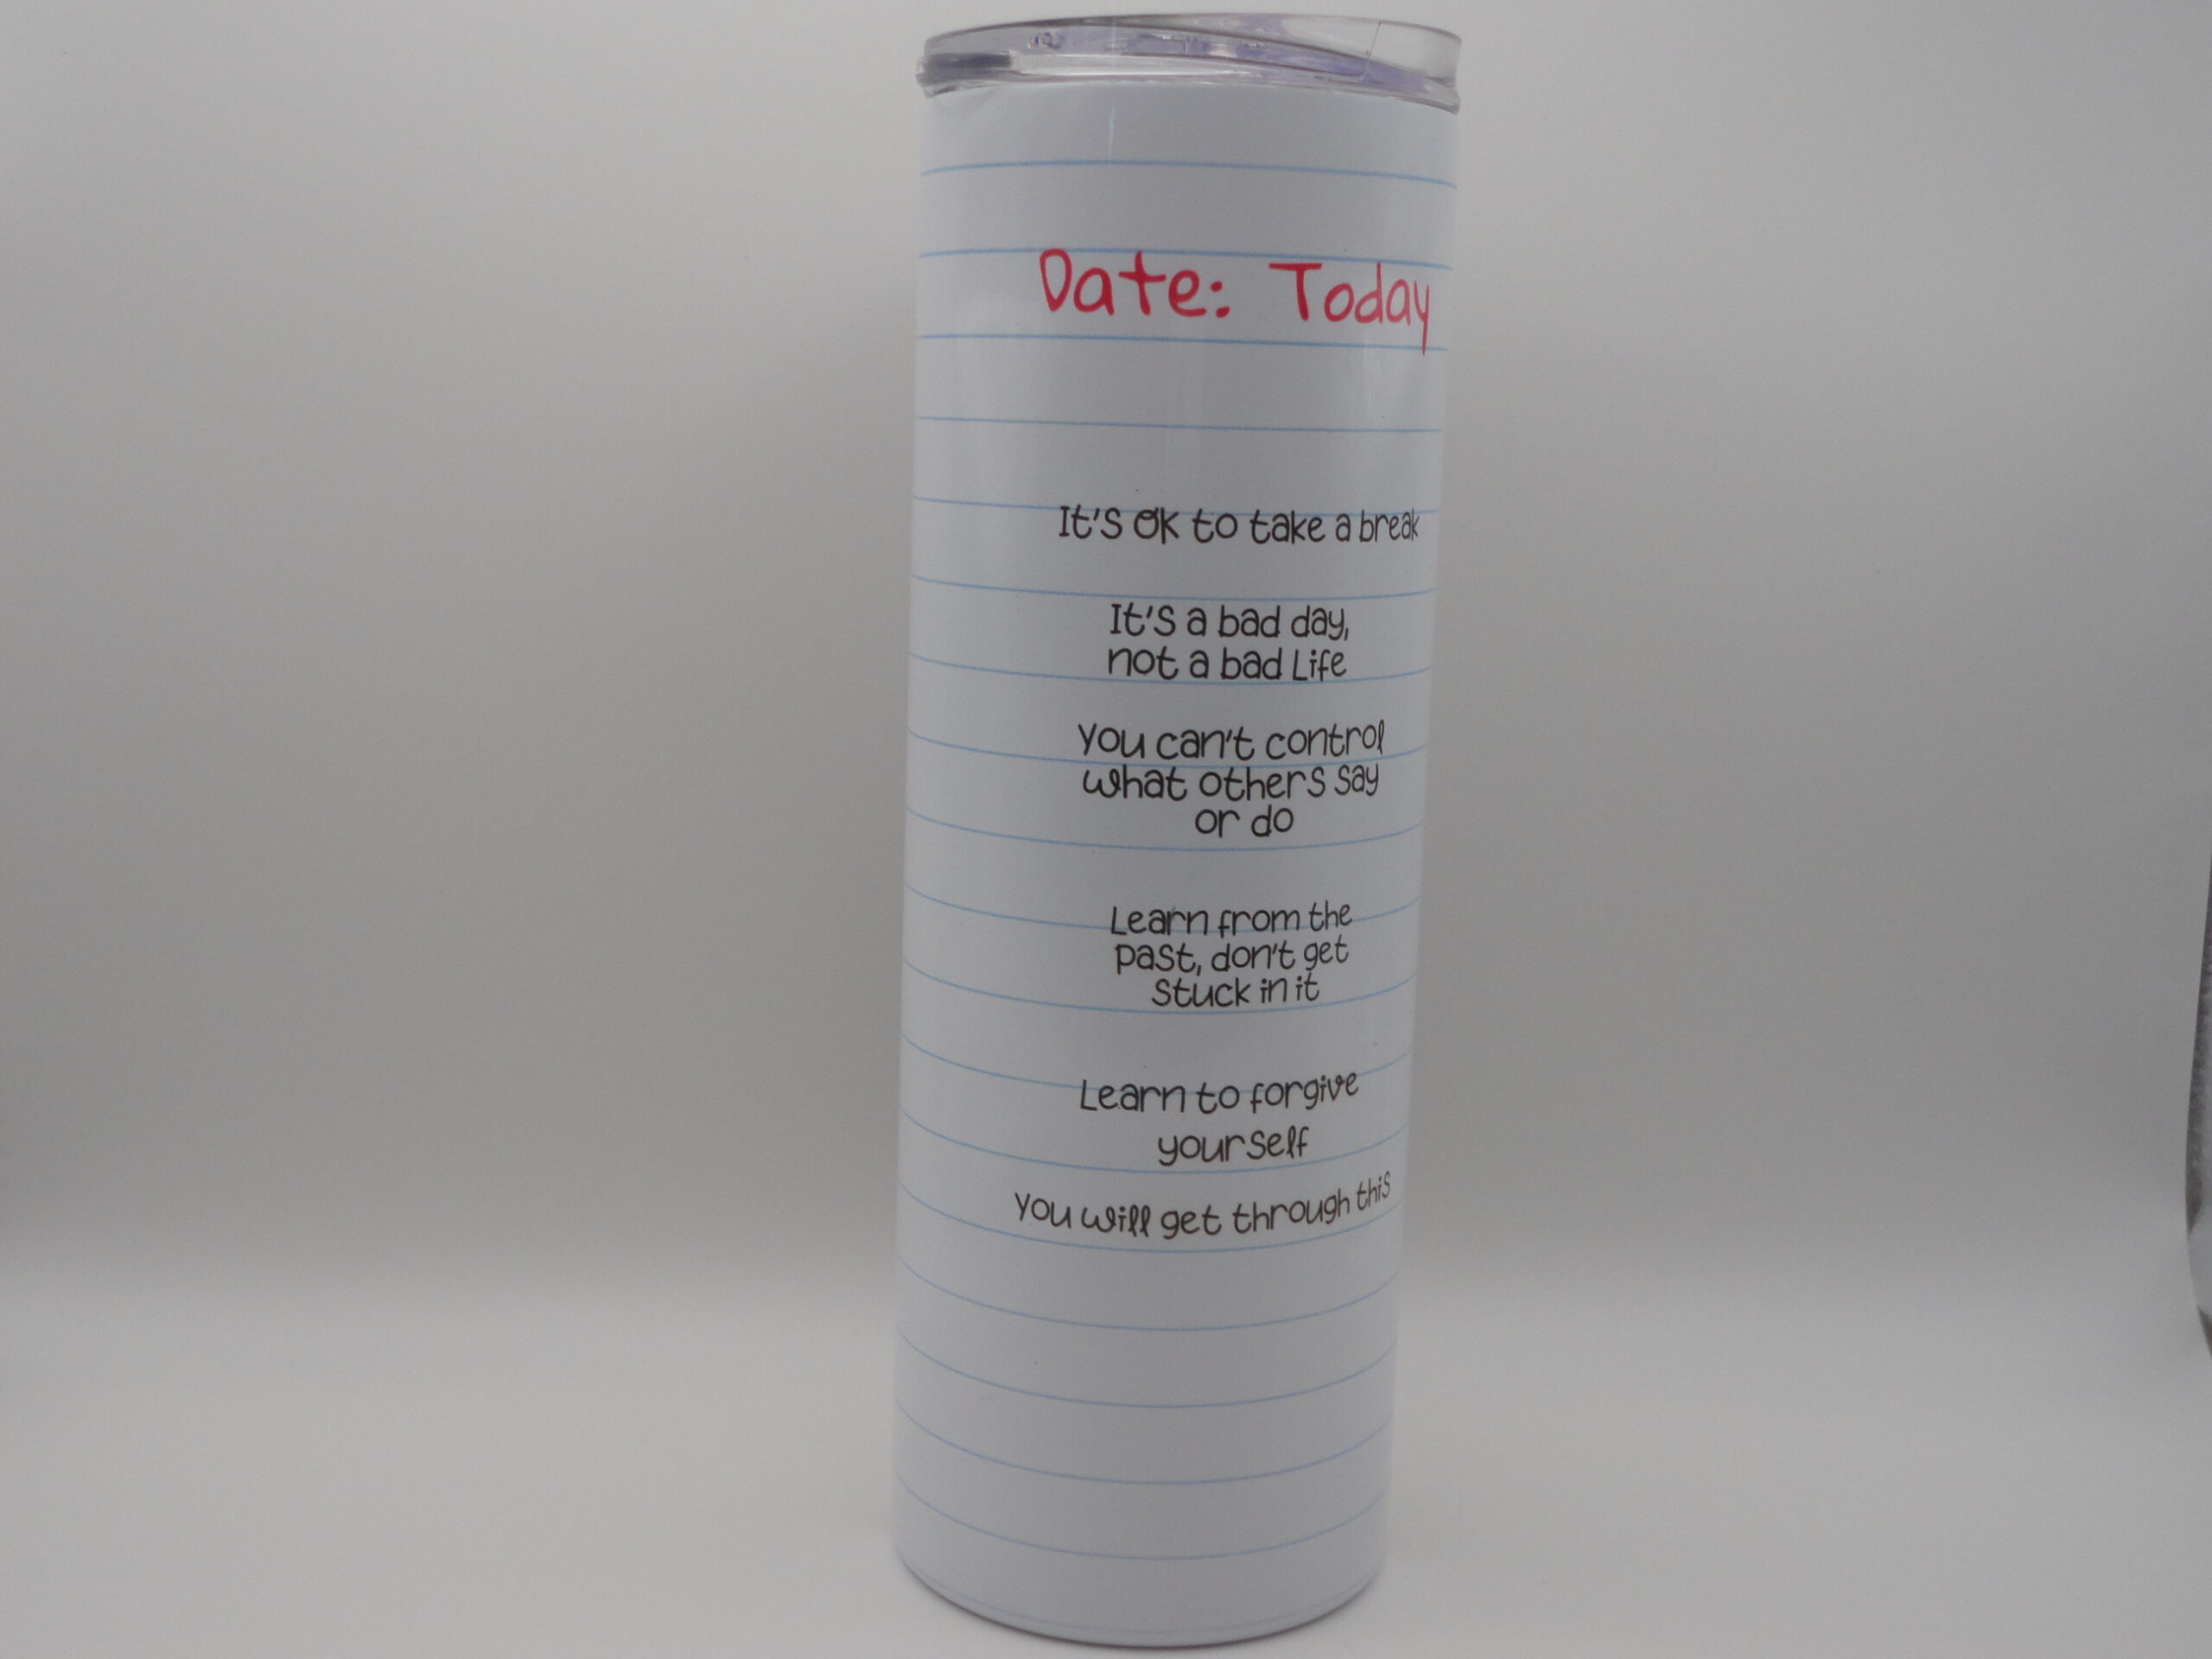 Date: Today
It's OK to take a break
It's a bad day,
not a bad Life
you can't control
what others say
or do
Learn from the
past, don't get
stuck in it
Learn to forgive
yourself
you will get through this